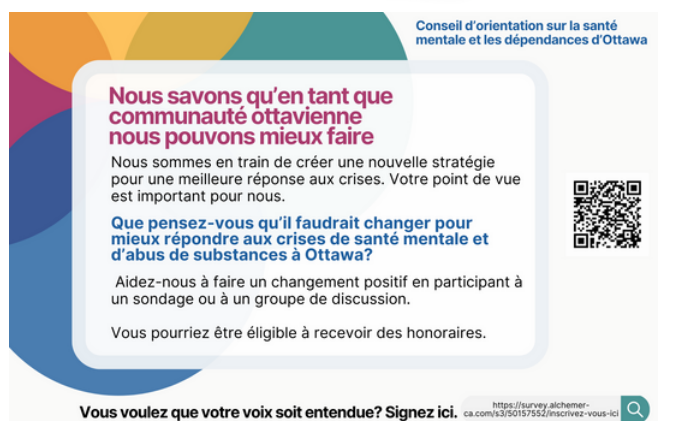 Conseil d'orientation sur la santé
mentale et les dépendances d'Ottawa
Nous savons qu'en tant que
communauté ottavienne
nous pouvons mieux faire
Nous sommes en train de créer une nouvelle stratégie
pour une meilleure réponse aux crises. Votre point de vue
est important pour nous.
Que pensez-vous qu'il faudrait changer pour
mieux répondre aux crises de santé mentale et
d'abus de substances à Ottawa?
Aidez-nous à faire un changement positif en participant à
un sondage ou à un groupe de discussion.
Vous pourriez être éligible à recevoir des honoraires.
Vous voulez que votre voix soit entendue? Signez ici.
https://survey.alchemer-
ca.com/s3/50157552/inscrivez-vous-ici